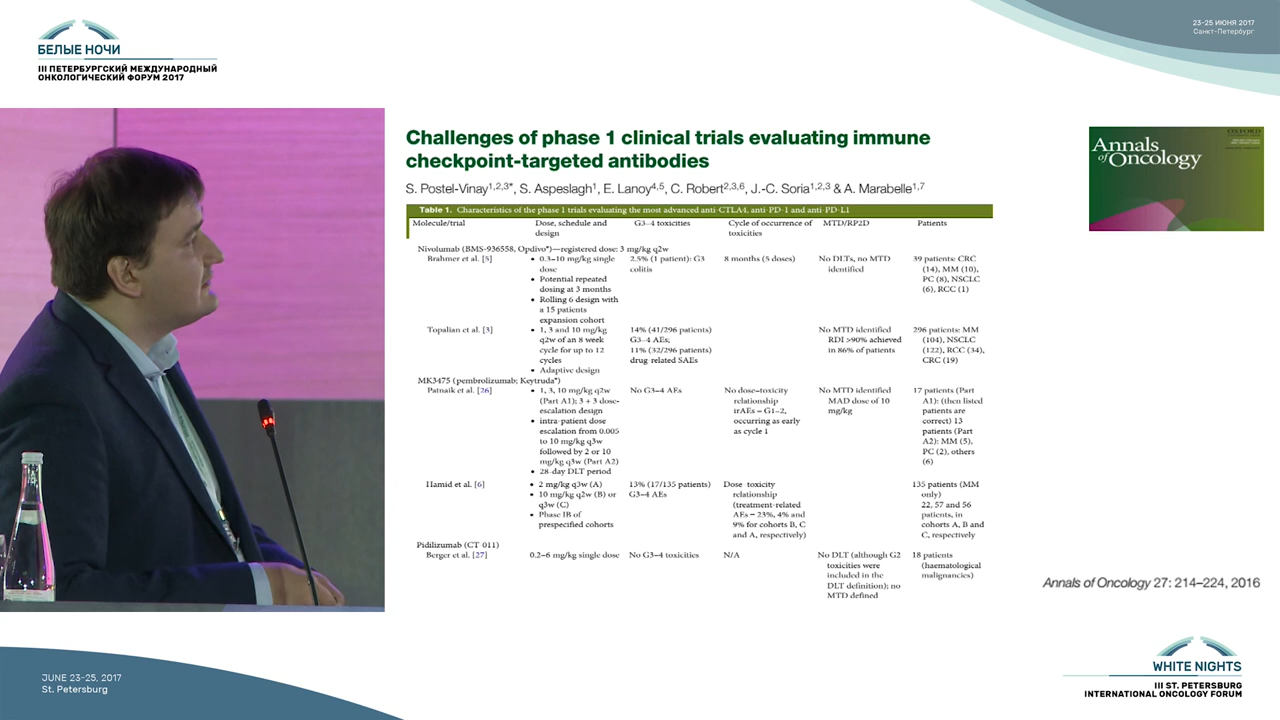 БЕЛЫЕ НОЧИ
III ПЕТЕРБУРГСКИЙ МЕЖДУНАРОДНЫЙ
ОНКОЛОГИЧЕСКИЙ ФОРУМ 2017
23-25 ИЮНЯ 2017
Санкт-Петербург
Challenges of phase 1 clinical trials evaluating immune
checkpoint-targeted antibodies
S. Postel-Vinay1,2,3*, S. Aspeslagh1, E. Lanoy4,5, C. Robert2,3,6, J.-C. Soria1,2,3 & A. Marabelle1,7
Annals
of Oncology
OXFORD
Table 1. Characteristics of the phase 1 trials evaluating the most advanced anti-CTLA4, anti-PD-1 and anti-PD-L1
Molecule/trial
Dose, schedule and
design
G3–4 toxicities
Cycle of occurrence of
toxicities
MTD/RP2D
Patients
Nivolumab (BMS-936558, Opdivo®)—registered dose: 3 mg/kg q2w
Brahmer et al. [5]
• 0.3–10 mg/kg single
dose
• Potential repeated
dosing at 3 months
• Rolling 6 design with
a 15 patients
expansion cohort
2.5% (1 patient): G3
colitis
8 months (5 doses)
No DLTs, no MTD
identified
39 patients: CRC
(14), MM (10),
PC (8), NSCLC
(6), RCC (1)
Topalian et al. [3]
• 1, 3 and 10 mg/kg
q2w of an 8 week
cycle for up to 12
cycles
• Adaptive design
14% (41/296 patients)
G3–4 AEs;
11% (32/296 patients)
drug-related SAEs
No MTD identified
RDI >90% achieved
in 86% of patients
296 patients: MM
(104), NSCLC
(122), RCC (34),
CRC (19)
MK3475 (pembrolizumab; Keytruda®)
Patnaik et al. [26]
• 1, 3, 10 mg/kg q2w
(Part A1); 3 + 3 dose-
escalation design
• intra-patient dose
escalation from 0.005
to 10 mg/kg q3w
followed by 2 or 10
mg/kg q3w (Part A2)
• 28-day DLT period
No G3–4 AEs
No dose–toxicity
relationship
irAEs = G1–2,
occurring as early
as cycle 1
No MTD identified
MAD dose of 10
mg/kg
17 patients (Part
A1): (then listed
patients are
correct) 13
patients (Part
A2): MM (5),
PC (2), others
(6)
Hamid et al. [6]
• 2 mg/kg q3w (A)
• 10 mg/kg q2w (B) or
q3w (C)
• Phase IB of
prespecified cohorts
13% (17/135 patients)
G3–4 AEs
Dose–toxicity
relationship
(treatment-related
AEs = 23%, 4% and
9% for cohorts B, C
and A, respectively)
135 patients (MM
only)
22, 57 and 56
patients, in
cohorts A, B and
C, respectively
Pidilizumab (CT-011)
Berger et al. [27]
0.2–6 mg/kg single dose
No G3–4 toxicities
N/A
No DLT (although G2
toxicities were
included in the
DLT definition); no
MTD defined
18 patients
(haematological
malignancies)
Annals of Oncology 27: 214–224, 2016
JUNE 23-25, 2017
St. Petersburg
WHITE NIGHTS
III ST. PETERSBURG
INTERNATIONAL ONCOLOGY FORUM